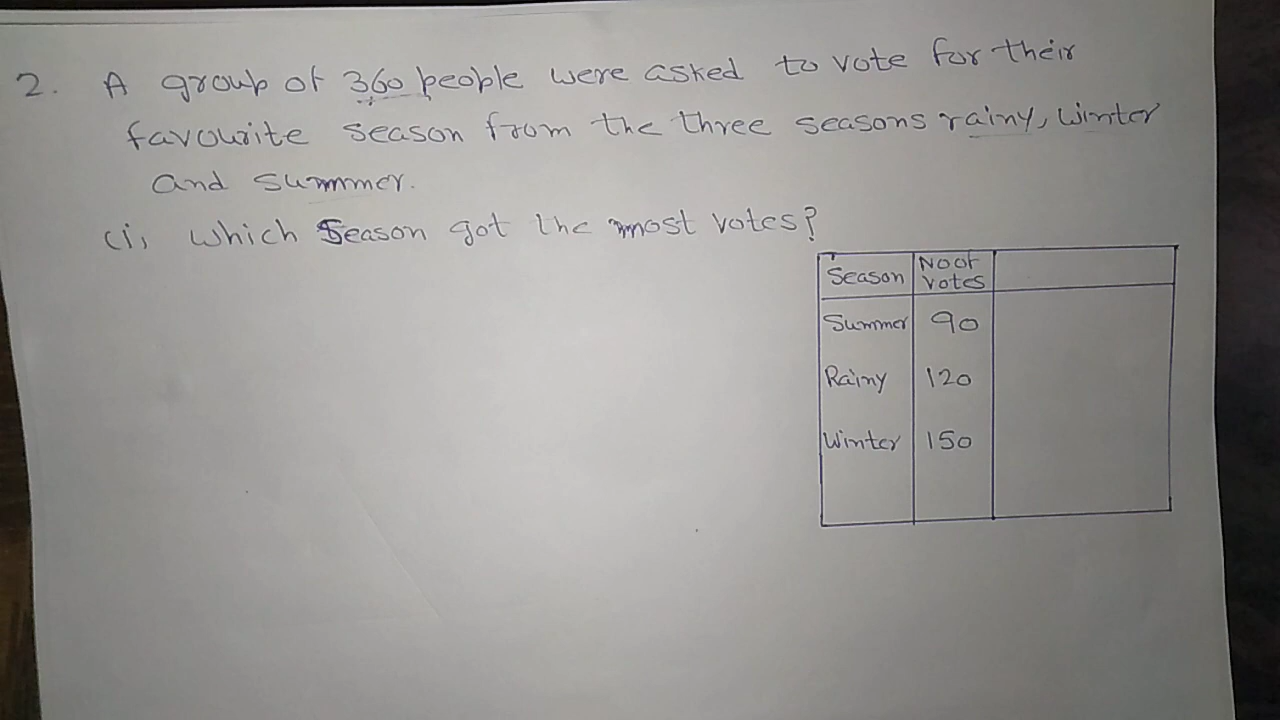 2. A group of 360 people were asked to vote for their
favourite season from the three seasons rainy, winter
and summer.
(i) which Season got the most votes?
Season No of votes
Summer 90
Rainy 120
Winter 150